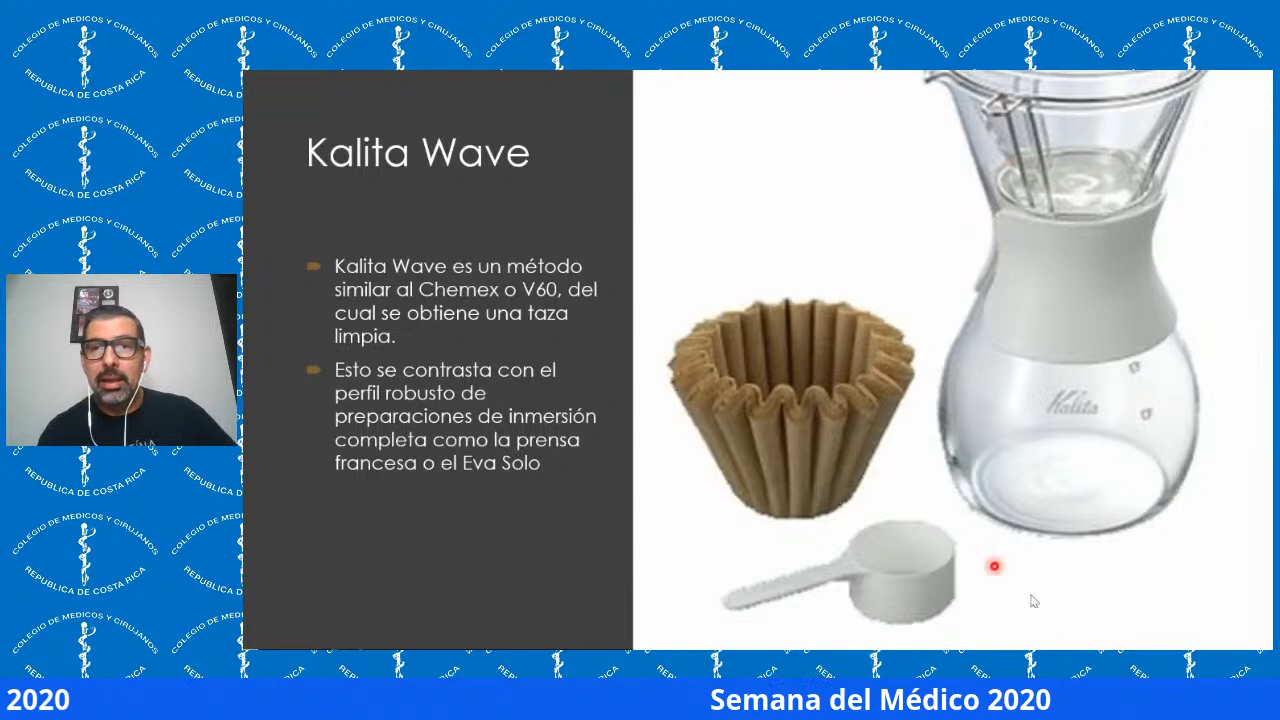 COLEGIO DE MEDICOS Y CIRUJANOS
REPUBLICA DE COSTA RICA
Kalita Wave
Kalita Wave es un método
similar al Chemex o V60, del
cual se obtiene una taza
limpia.
Esto se contrasta con el
perfil robusto de
preparaciones de inmersión
completa como la prensa
francesa o el Eva Solo
Kalita
2020
Semana del Médico 2020